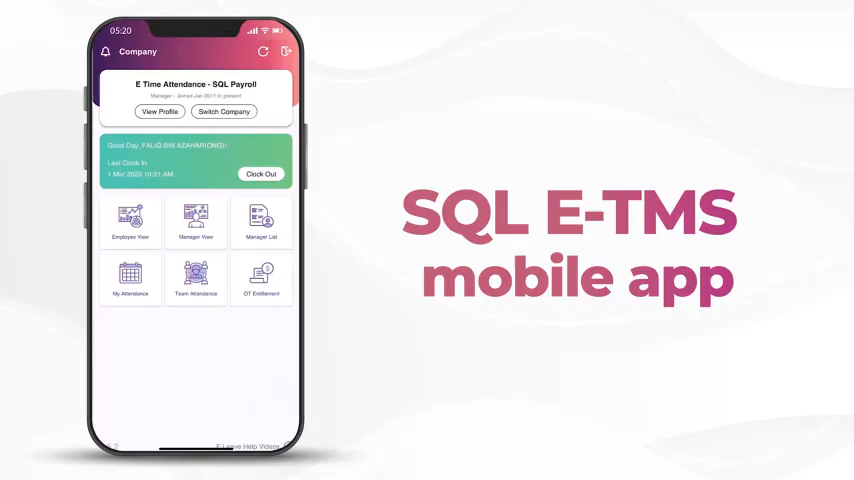 05:20
Company
E Time Attendance - SQL Payroll
Manager - Joined Jan 2011 to present
View Profile
Switch Company
Good Day, FALIQ BIN AZAHAR(ONG)!
Last Clock In
1 Mar 2023 10:21 AM
Clock Out
Employee View
Manager View
Manager List
My Attendance
Team Attendance
OT Entitlement
E-Leave Help Videos
SQL E-TMS
mobile app